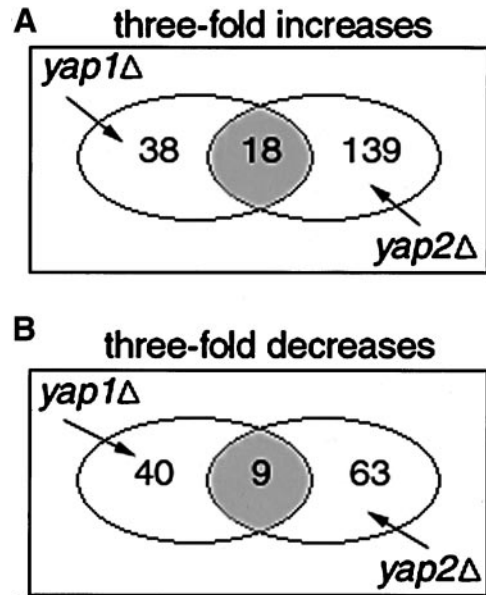 A three-fold increases
yap1Δ
38 18 139
yap2Δ
B three-fold decreases
yap1Δ
40 9 63
yap2Δ